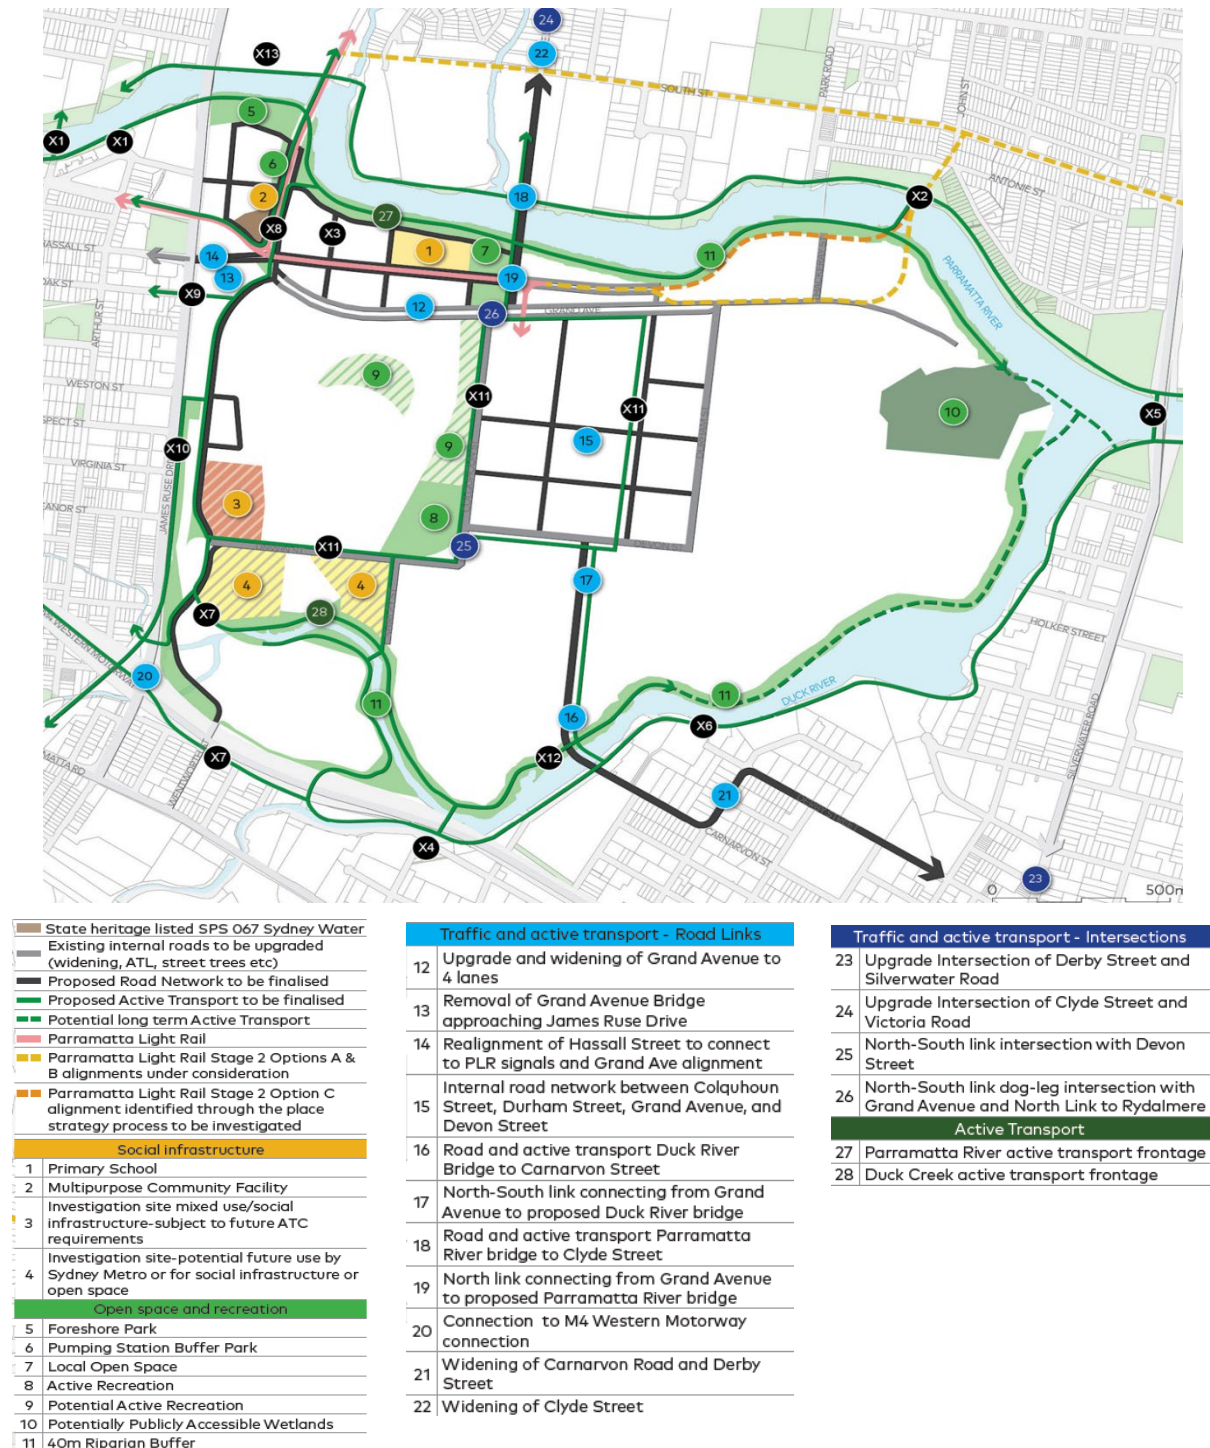 24
22
X13
PARK ROAD
JOHN ST
SOUTH ST
5
X1
X1
6
ANTONIE ST
2
18
X2
27
X8
X3
HASSALL ST
1
7
11
14
13
19
PARRAMATTA RIVER
OAK ST
X9
12
26
GRAND AVE
ARTHUR ST
9
WESTON ST
X11
X11
10
X5
X10
9
15
VIRGINIA ST
JAMES RUSE DRIVE
3
8
X11
25
4
4
17
X7
28
HOLKER STREET
20
11
DUCK RIVER
11
16
X6
X7
X12
SILVERWATER ROAD
21
CARNARVON ST
X4
23
0
500m
State heritage listed SPS 067 Sydney Water
Existing internal roads to be upgraded
(widening, ATL, street trees etc)
Proposed Road Network to be finalised
Proposed Active Transport to be finalised
Potential long term Active Transport
Parramatta Light Rail
Parramatta Light Rail Stage 2 Options A &
B alignments under consideration
Parramatta Light Rail Stage 2 Option C
alignment identified through the place
strategy process to be investigated
Social infrastructure
1 Primary School
2 Multipurpose Community Facility
3 Investigation site mixed use/social
infrastructure-subject to future ATC
requirements
4 Investigation site-potential future use by
Sydney Metro or for social infrastructure or
open space
Open space and recreation
5 Foreshore Park
6 Pumping Station Buffer Park
7 Local Open Space
8 Active Recreation
9 Potential Active Recreation
10 Potentially Publicly Accessible Wetlands
11 40m Riparian Buffer
Traffic and active transport - Road Links
12 Upgrade and widening of Grand Avenue to
4 lanes
13 Removal of Grand Avenue Bridge
approaching James Ruse Drive
14 Realignment of Hassall Street to connect
to PLR signals and Grand Ave alignment
15 Internal road network between Colquhoun
Street, Durham Street, Grand Avenue, and
Devon Street
16 Road and active transport Duck River
Bridge to Carnarvon Street
17 North-South link connecting from Grand
Avenue to proposed Duck River bridge
18 Road and active transport Parramatta
River bridge to Clyde Street
19 North link connecting from Grand Avenue
to proposed Parramatta River bridge
20 Connection to M4 Western Motorway
connection
21 Widening of Carnarvon Road and Derby
Street
22 Widening of Clyde Street
Traffic and active transport - Intersections
23 Upgrade Intersection of Derby Street and
Silverwater Road
24 Upgrade Intersection of Clyde Street and
Victoria Road
25 North-South link intersection with Devon
Street
26 North-South link dog-leg intersection with
Grand Avenue and North Link to Rydalmere
Active Transport
27 Parramatta River active transport frontage
28 Duck Creek active transport frontage